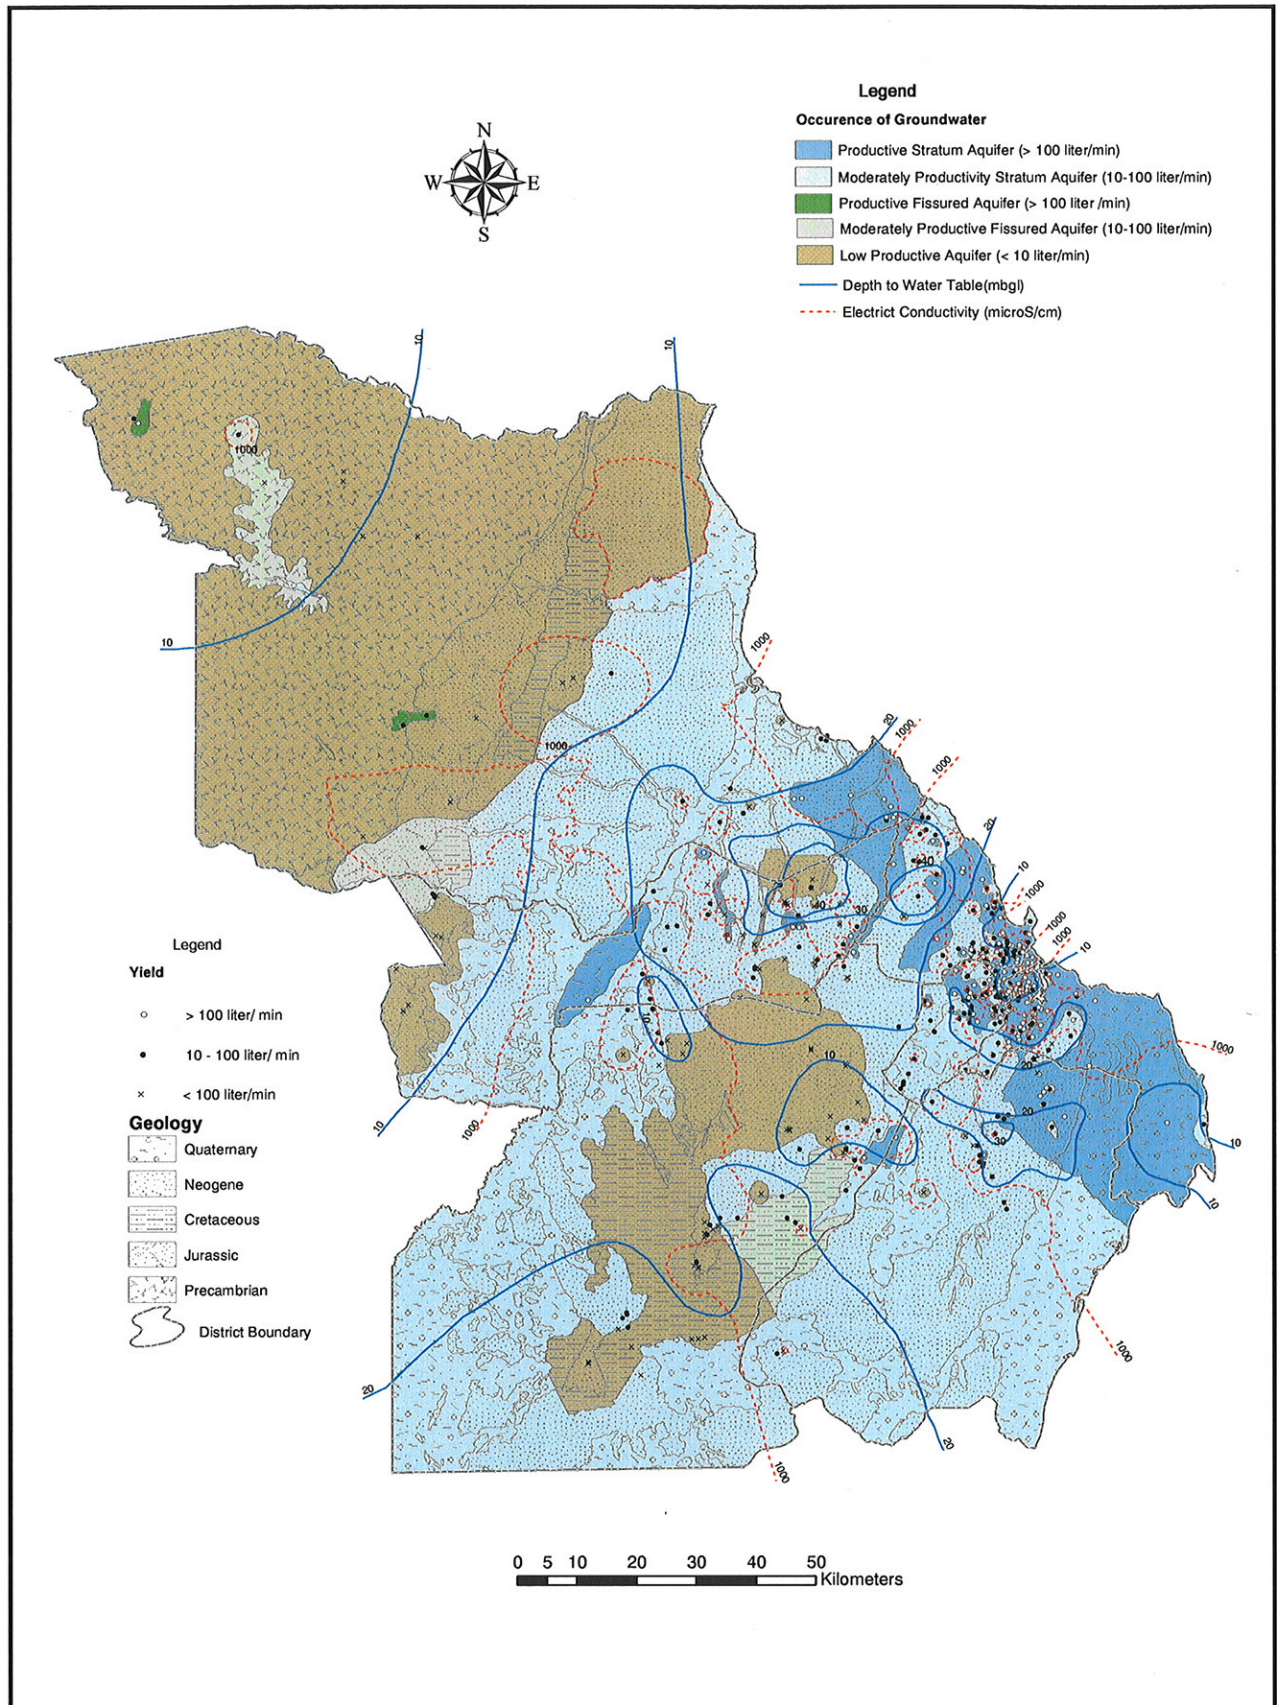 Legend
Occurence of Groundwater
Productive Stratum Aquifer (> 100 liter/min)
Moderately Productivity Stratum Aquifer (10-100 liter/min)
Productive Fissured Aquifer (> 100 liter /min)
Moderately Productive Fissured Aquifer (10-100 liter/min)
Low Productive Aquifer (< 10 liter/min)
Depth to Water Table(mbgl)
Electrict Conductivity (microS/cm)
N
W
E
S
10
10
1000
10
1000
1000
20
1000
1000
20
40
10
1000
40
30
1000
1000
10
10
1000
10
20
20
30
10
10
10
1000
20
1000
20
1000
Legend
Yield
> 100 liter/ min
10 - 100 liter/ min
< 100 liter/min
Geology
Quaternary
Neogene
Cretaceous
Jurassic
Precambrian
District Boundary
0 5 10 20 30 40 50
Kilometers